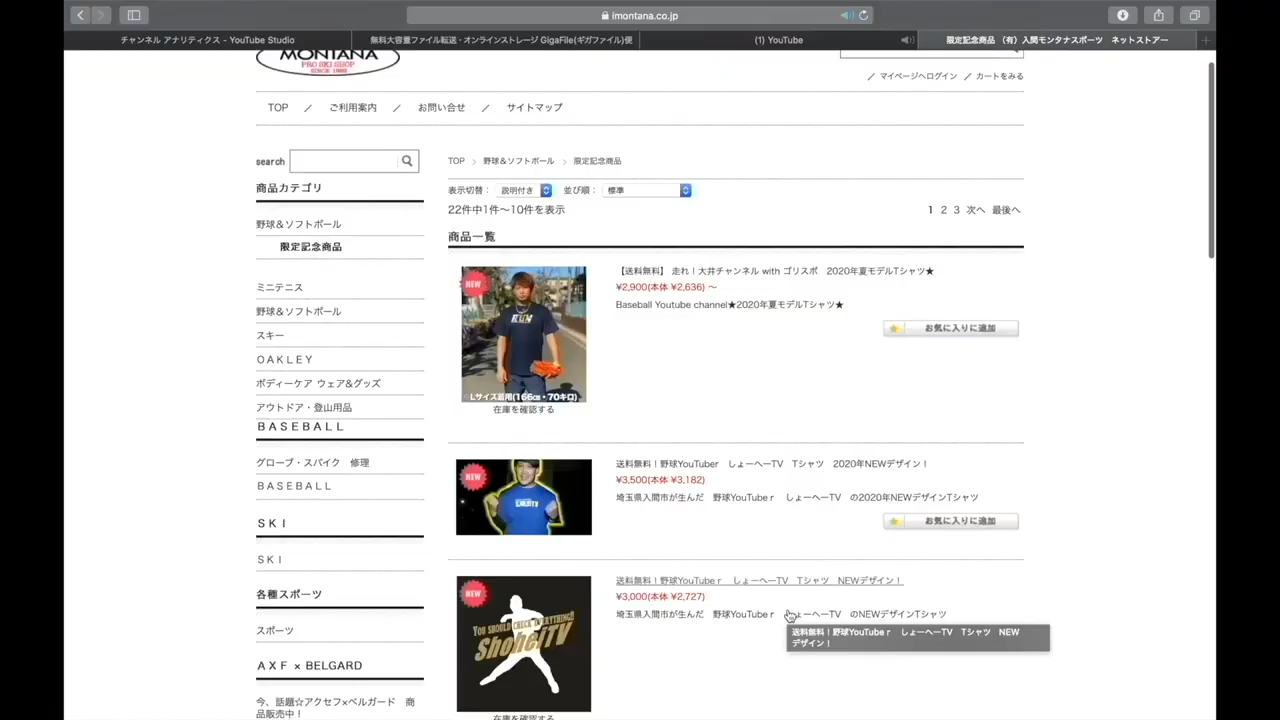 imontana.co.jp
チャンネル アナリティクス - YouTube Studio
無料大容量ファイル転送・オンラインストレージ GigaFile(ギガファイル)便
(1) YouTube
限定記念商品 (有)入間モンタナスポーツ ネットストアー
MONTANA
PRO SKI SHOP
／ マイページへログイン ／ カートをみる
TOP ／ ご利用案内 ／ お問い合せ ／ サイトマップ
search
商品カテゴリ
野球&ソフトボール
限定記念商品
ミニテニス
野球&ソフトボール
スキー
OAKLEY
ボディーケア ウェア&グッズ
アウトドア・登山用品
BASEBALL
グローブ・スパイク 修理
BASEBALL
SKI
SKI
各種スポーツ
スポーツ
AXF × BELGARD
今、話題☆アクセフ×ベルガード 商
品販売中!
TOP > 野球&ソフトボール > 限定記念商品
表示切替: 説明付き 並び順: 標準
22件中1件〜10件を表示
1 2 3 次へ 最後へ
商品一覧
NEW
RUN
Lサイズ着用(166cm・70キロ)
在庫を確認する
【送料無料】 走れ!大井チャンネル with ゴリスポ 2020年夏モデルTシャツ★
¥2,900(本体 ¥2,636) 〜
Baseball Youtube channel★2020年夏モデルTシャツ★
お気に入りに追加
NEW
送料無料!野球YouTuber しょーへーTV Tシャツ 2020年NEWデザイン!
¥3,500(本体 ¥3,182)
埼玉県入間市が生んだ 野球YouTubeｒ しょーへーTV の2020年NEWデザインTシャツ
お気に入りに追加
NEW
YOU SHOULD CHECK EVERYTHING!!
ShoheiTV
在庫を確認する
送料無料!野球YouTubeｒ しょーへーTV Tシャツ NEWデザイン!
¥3,000(本体 ¥2,727)
埼玉県入間市が生んだ 野球YouTubeｒ しょーへーTV のNEWデザインTシャツ
送料無料!野球YouTubeｒ しょーへーTV Tシャツ NEW
デザイン!